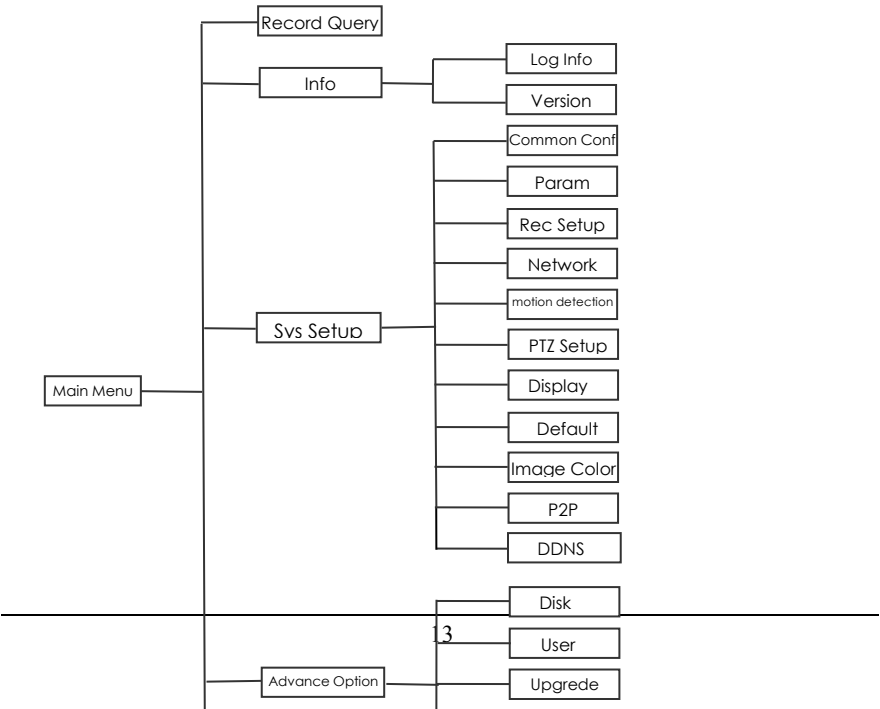 Record Query
Info
Log Info
Version
Common Conf
Param
Rec Setup
Network
motion detection
Sys Setup
PTZ Setup
Main Menu
Display
Default
Image Color
P2P
DDNS
Disk
13
User
Advance Option
Upgrede